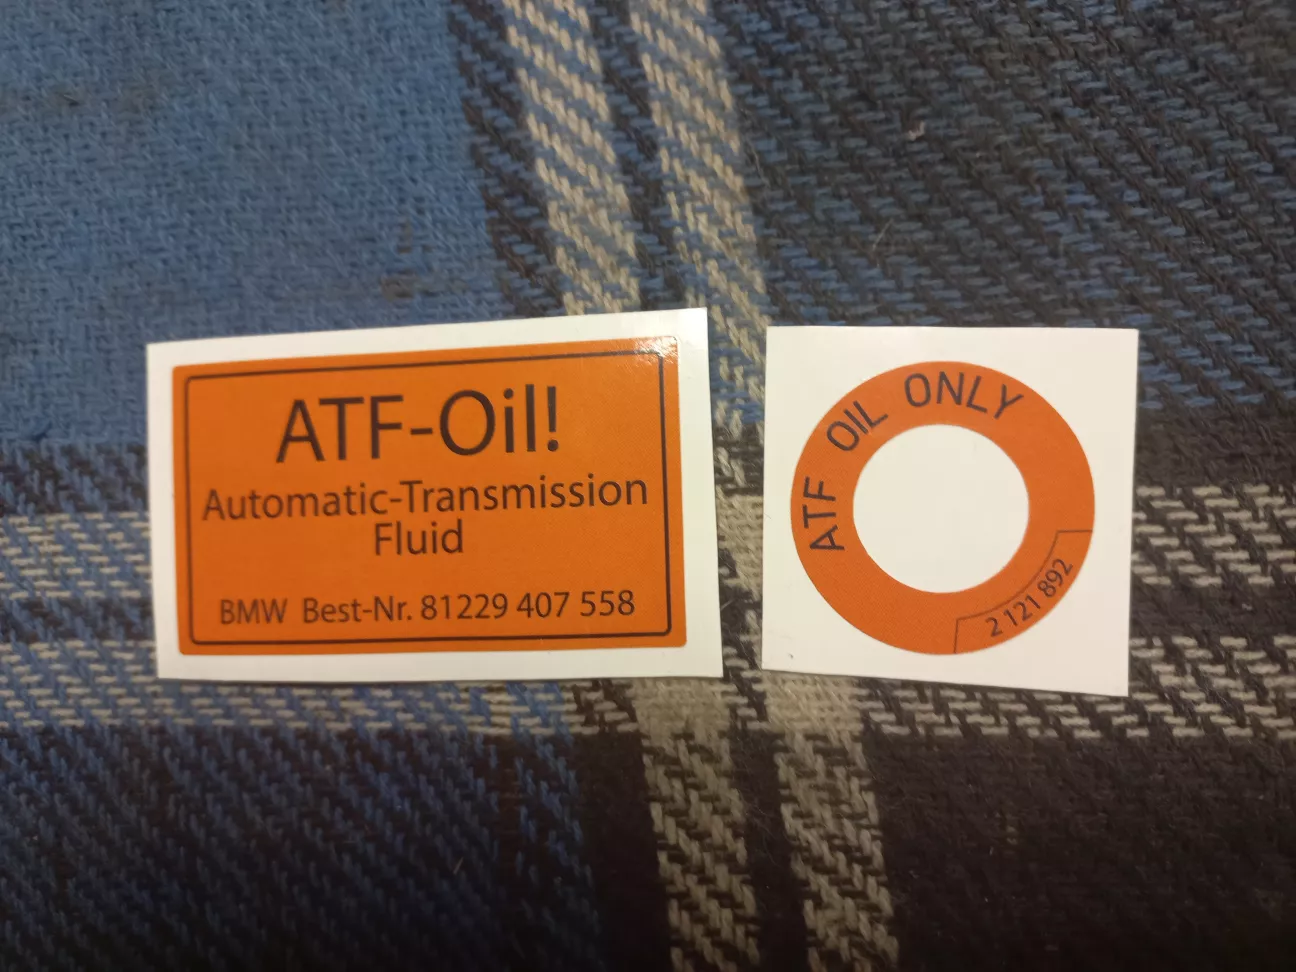 ATF-Oil!
Automatic-Transmission
Fluid
BMW Best-Nr. 81229 407 558
ATF OIL ONLY
2 121 892